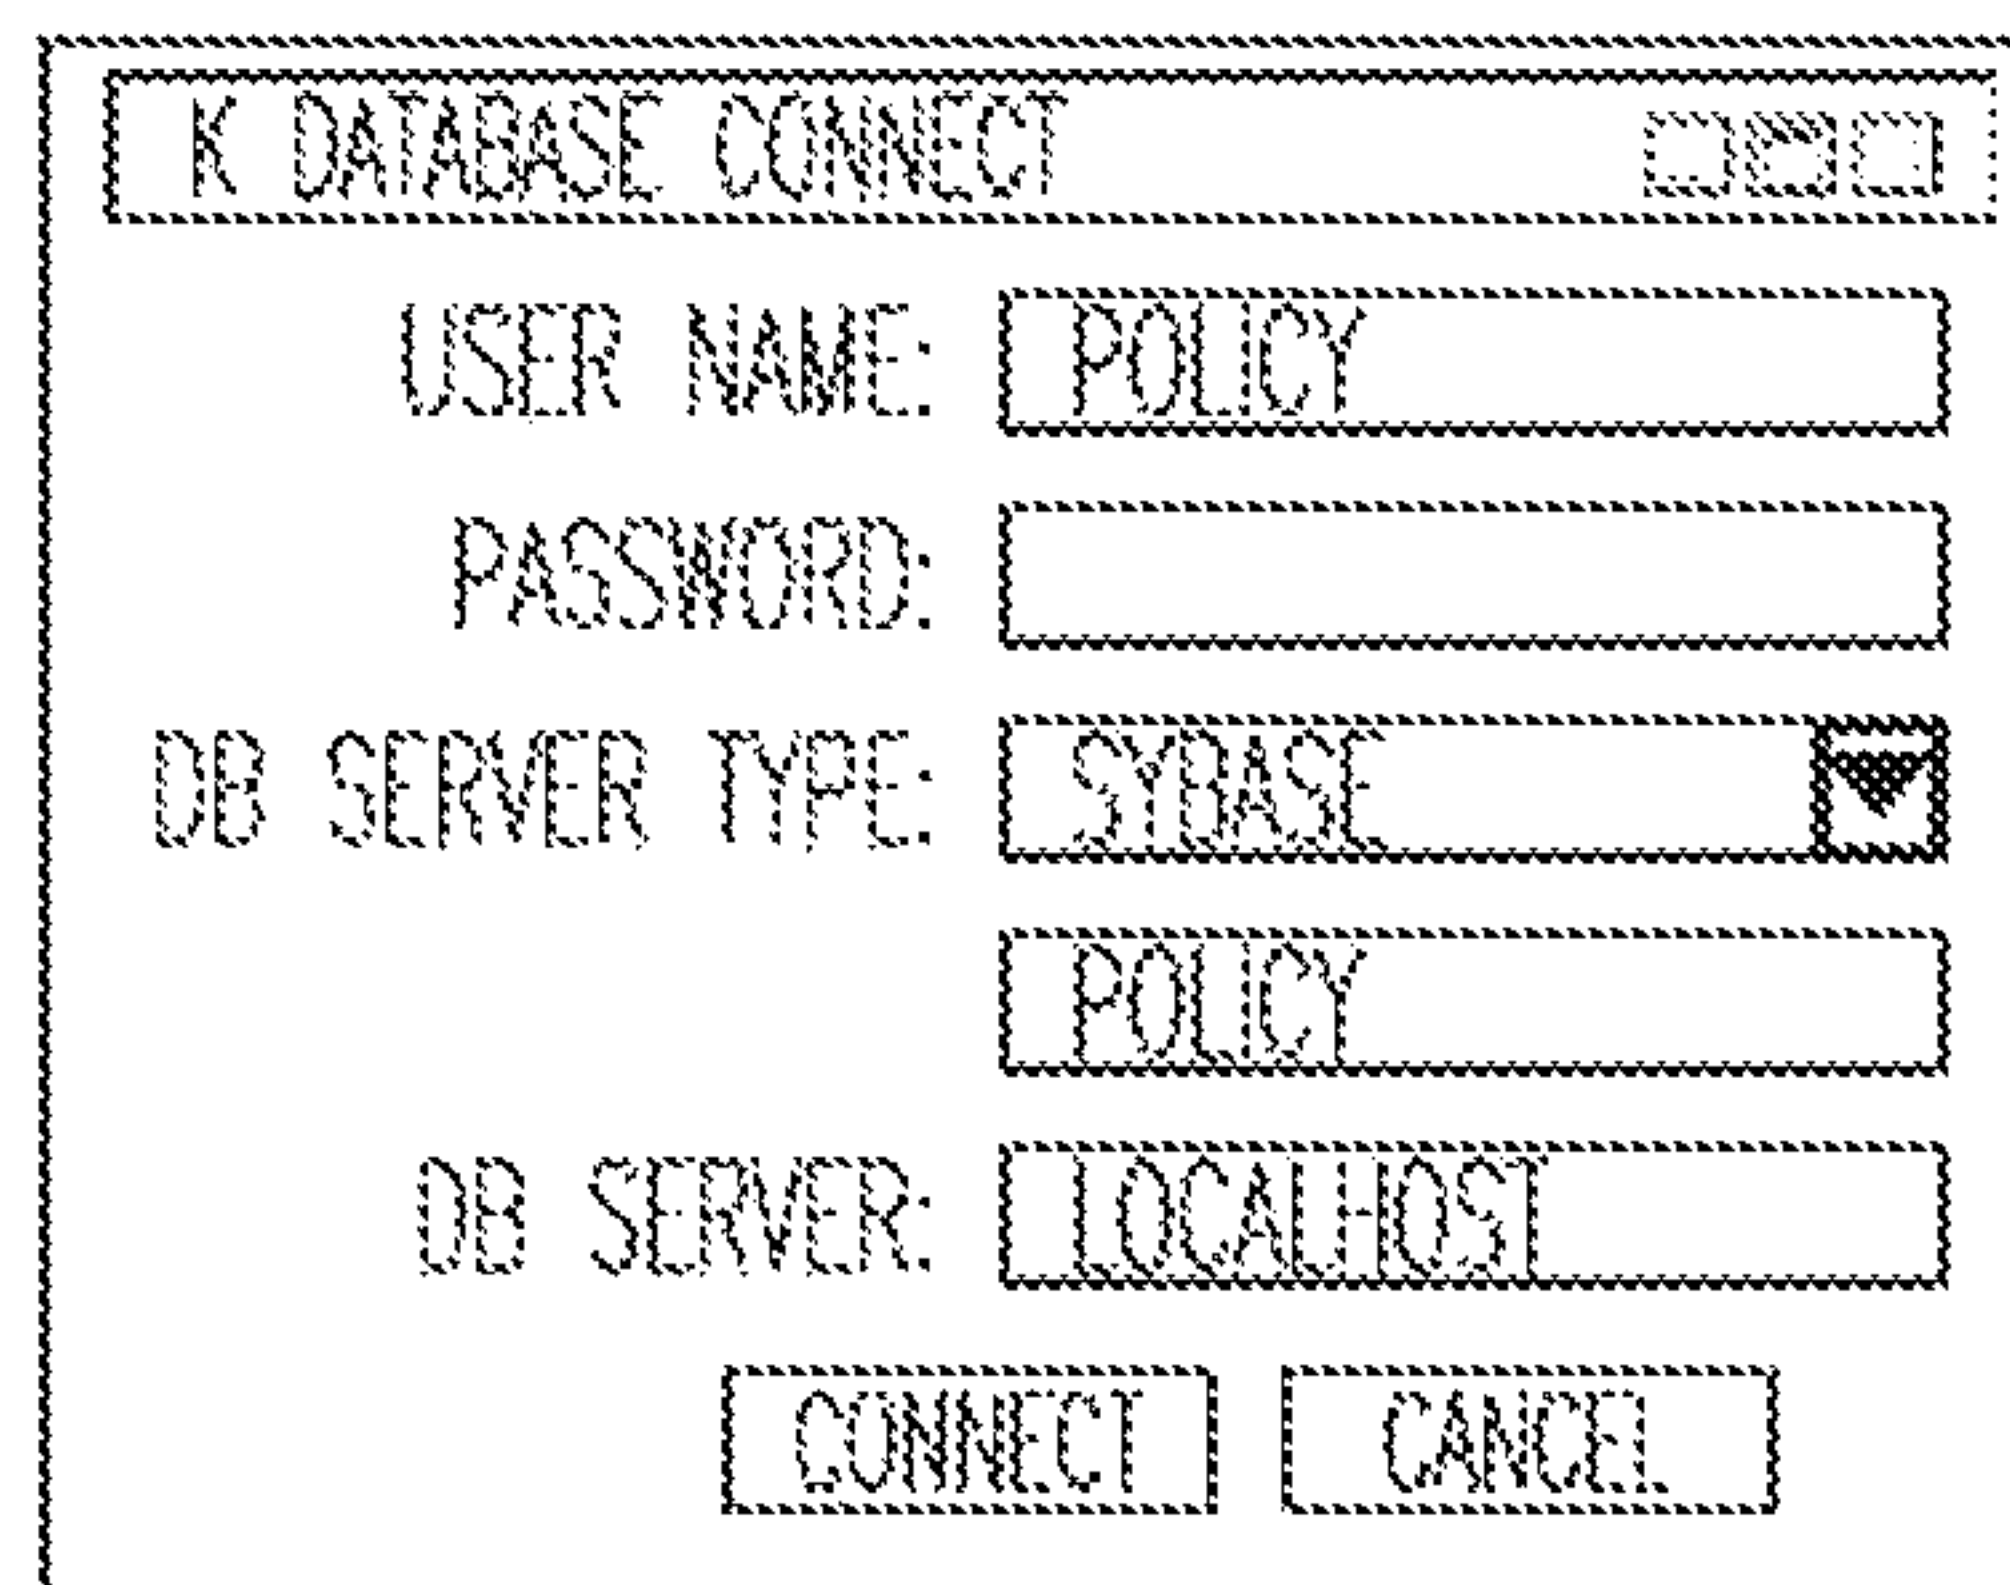 K DATABASE CONNECT
USER NAME: POLICY
PASSWORD:
DB SERVER TYPE: SYBASE
POLICY
DB SERVER: LOCALHOST
CONNECT CANCEL